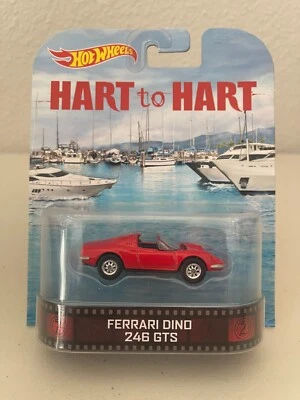 Hot Wheels
HART to HART
FERRARI DINO
246 GTS